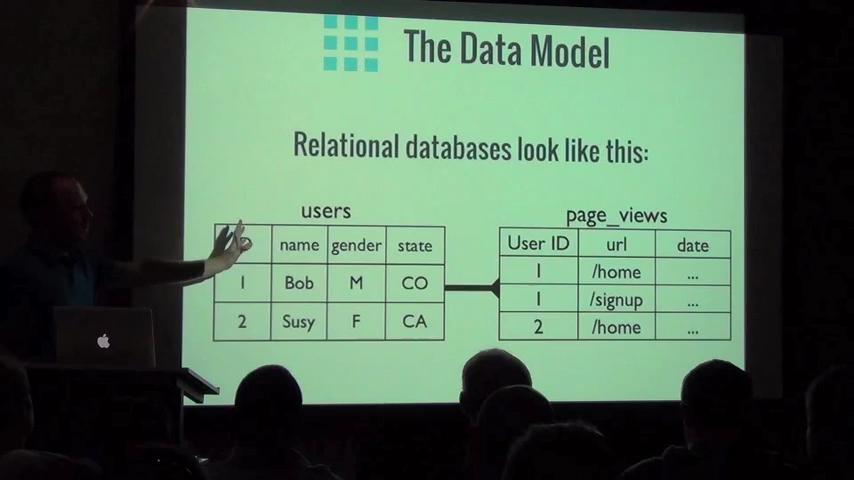 The Data Model
Relational databases look like this:
users
name gender state
1 Bob M CO
2 Susy F CA
page_views
User ID url date
1 /home ...
1 /signup ...
2 /home ...